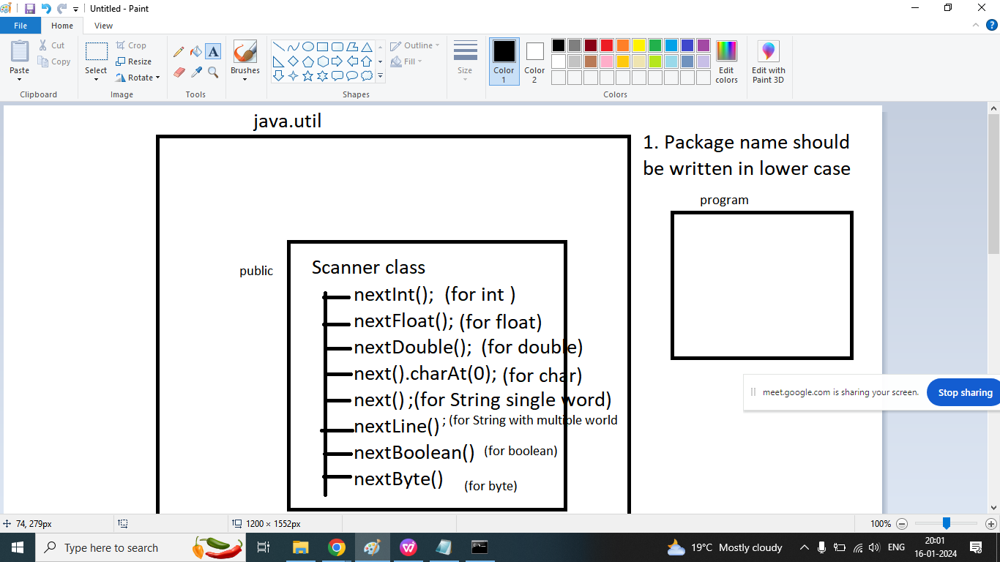 Untitled - Paint
File
Home
View
Paste
Cut
Copy
Clipboard
Select
Crop
Resize
Rotate
Image
A
Tools
Brushes
Shapes
Outline
Fill
Size
Color 1
Color 2
Edit colors
Colors
Edit with Paint 3D
java.util
1. Package name should
be written in lower case
program
public
Scanner class
nextInt(); (for int )
nextFloat(); (for float)
nextDouble(); (for double)
next().charAt(0); (for char)
next() ;(for String single word)
nextLine() ; (for String with multiple world
nextBoolean() (for boolean)
nextByte() (for byte)
meet.google.com is sharing your screen.
Stop sharing
74, 279px
1200 × 1552px
100%
Type here to search
19°C Mostly cloudy
ENG
20:01
16-01-2024